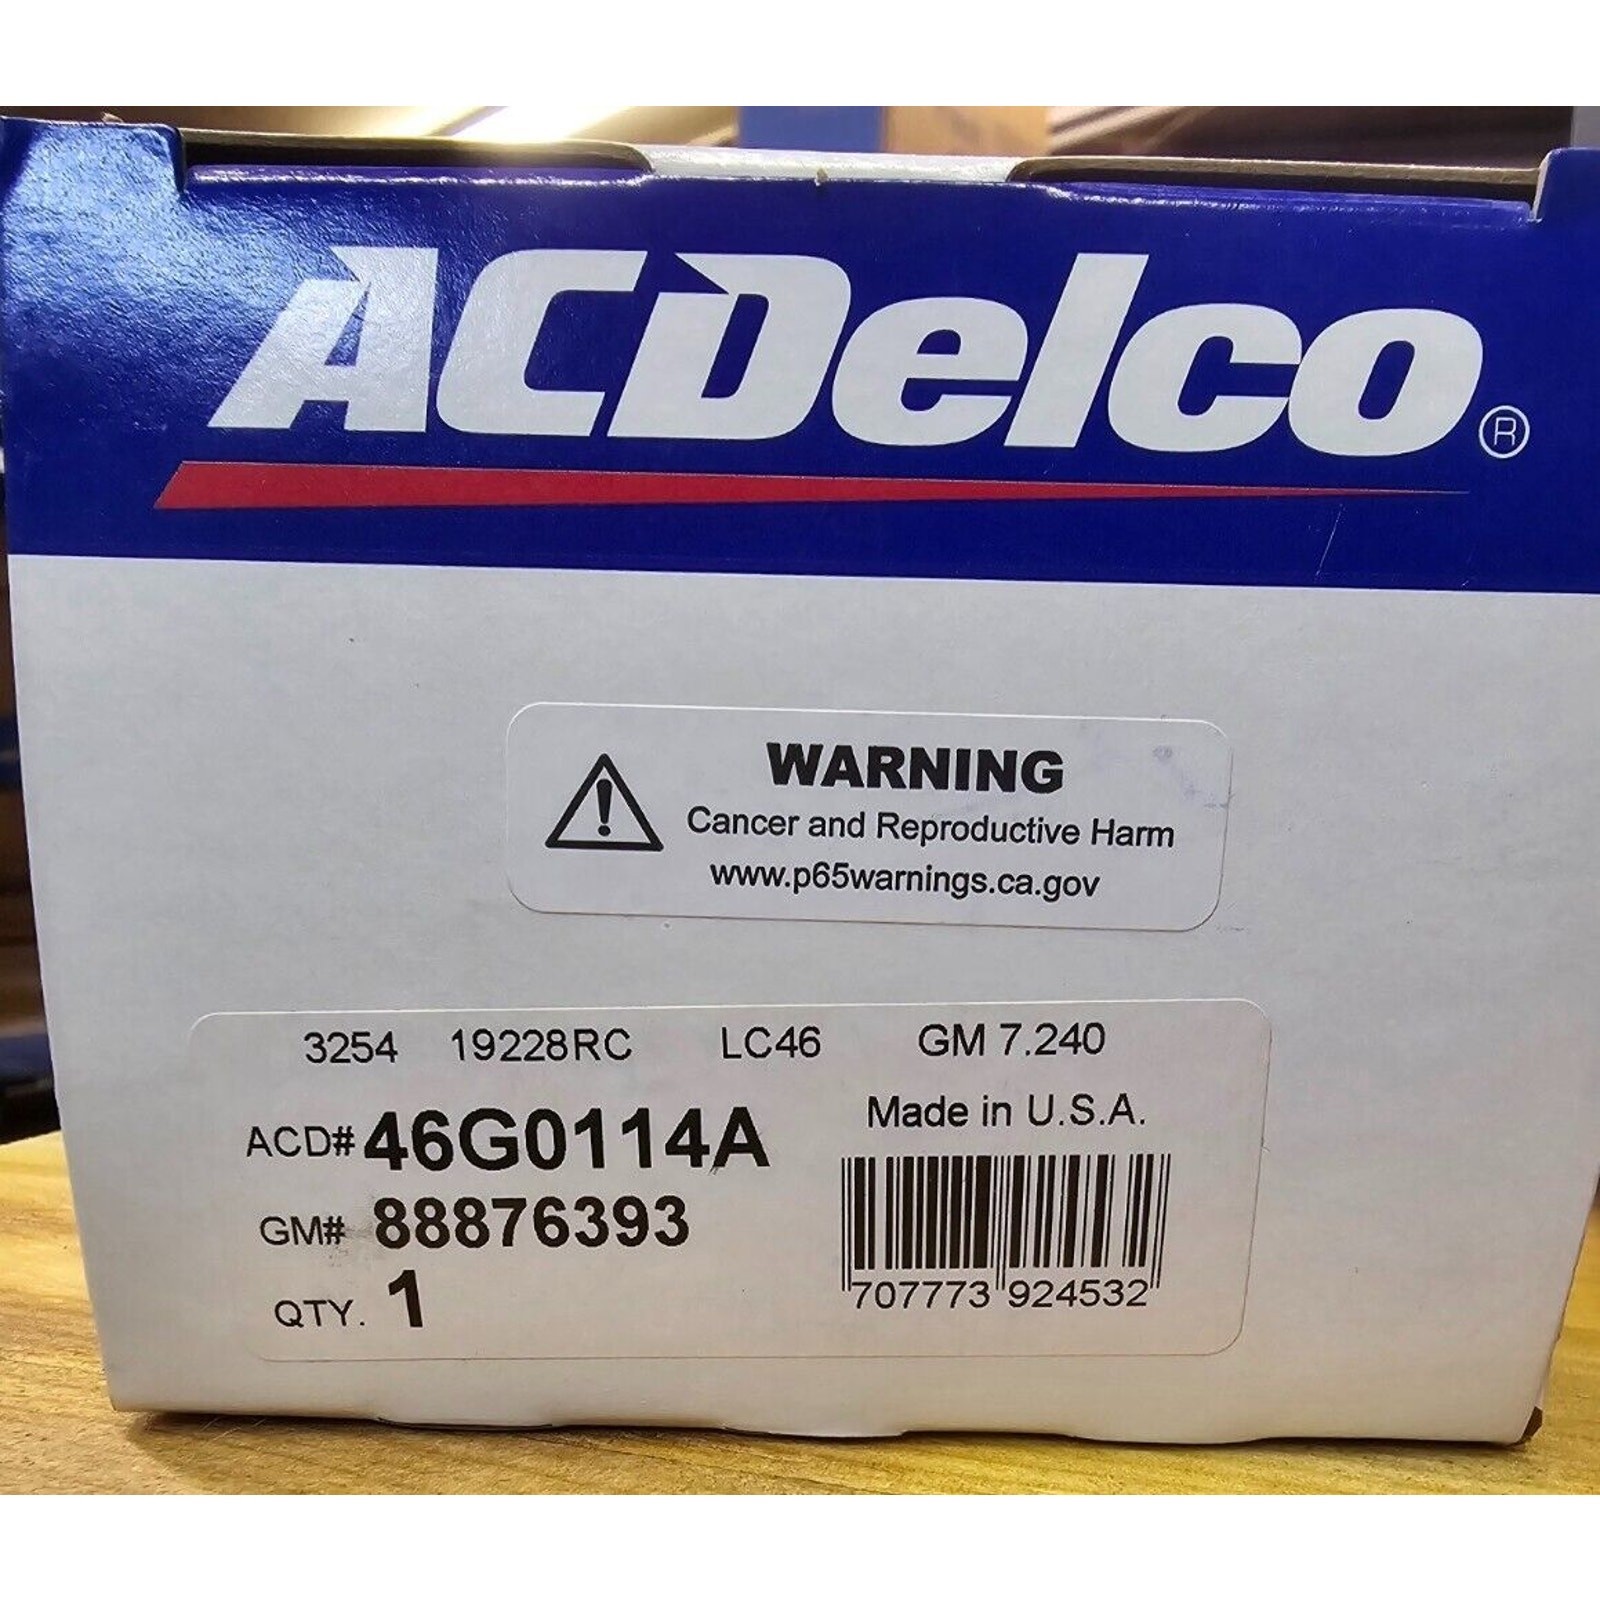 ACDelco®
WARNING
Cancer and Reproductive Harm
www.p65warnings.ca.gov
3254 19228RC LC46 GM 7.240
Made in U.S.A.
ACD# 46G0114A
GM# 88876393
QTY. 1
707773 924532